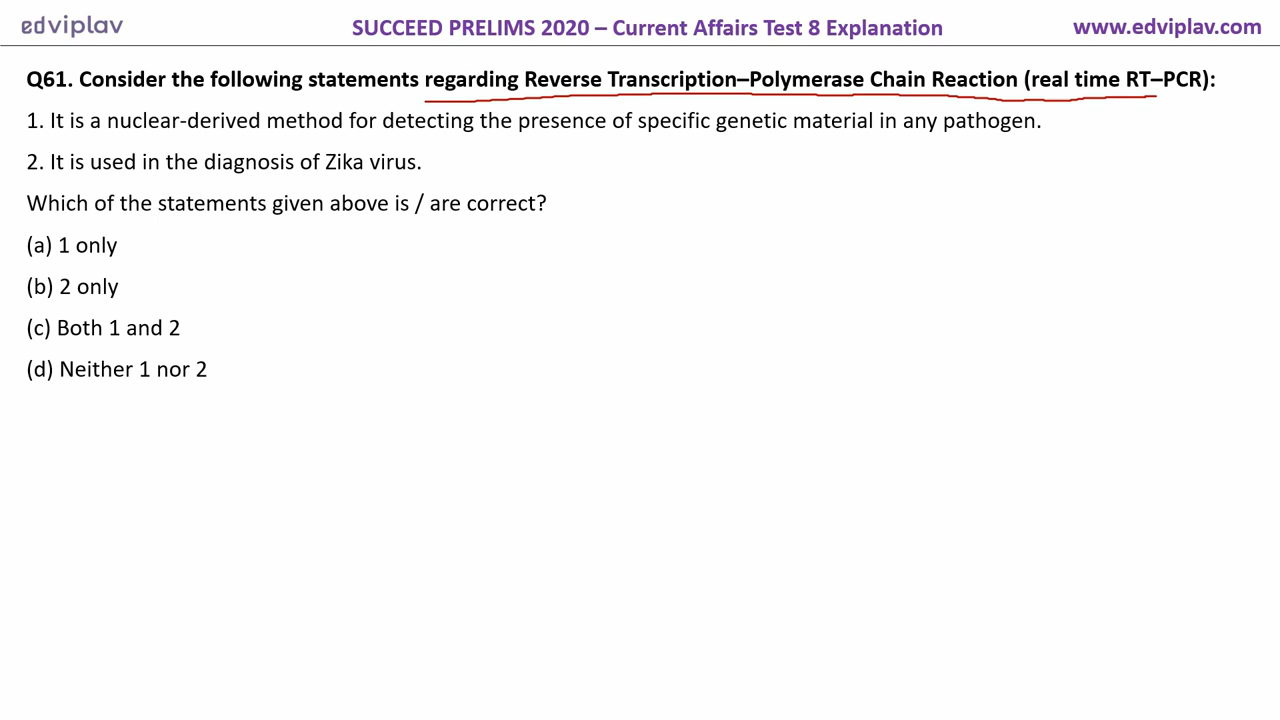 edviplav
SUCCEED PRELIMS 2020 – Current Affairs Test 8 Explanation
www.edviplav.com
Q61. Consider the following statements regarding Reverse Transcription–Polymerase Chain Reaction (real time RT–PCR):
1. It is a nuclear-derived method for detecting the presence of specific genetic material in any pathogen.
2. It is used in the diagnosis of Zika virus.
Which of the statements given above is / are correct?
(a) 1 only
(b) 2 only
(c) Both 1 and 2
(d) Neither 1 nor 2